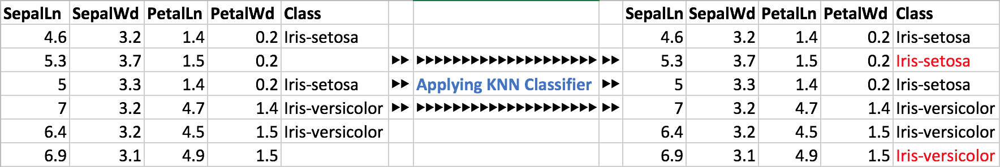 SepalLn SepalWd PetalLn PetalWd Class SepalLn SepalWd PetalLn PetalWd Class
4.6 3.2 1.4 0.2 Iris-setosa 4.6 3.2 1.4 0.2 Iris-setosa
5.3 3.7 1.5 0.2 5.3 3.7 1.5 0.2 Iris-setosa
5 3.3 1.4 0.2 Iris-setosa Applying KNN Classifier 5 3.3 1.4 0.2 Iris-setosa
7 3.2 4.7 1.4 Iris-versicolor 7 3.2 4.7 1.4 Iris-versicolor
6.4 3.2 4.5 1.5 Iris-versicolor 6.4 3.2 4.5 1.5 Iris-versicolor
6.9 3.1 4.9 1.5 6.9 3.1 4.9 1.5 Iris-versicolor